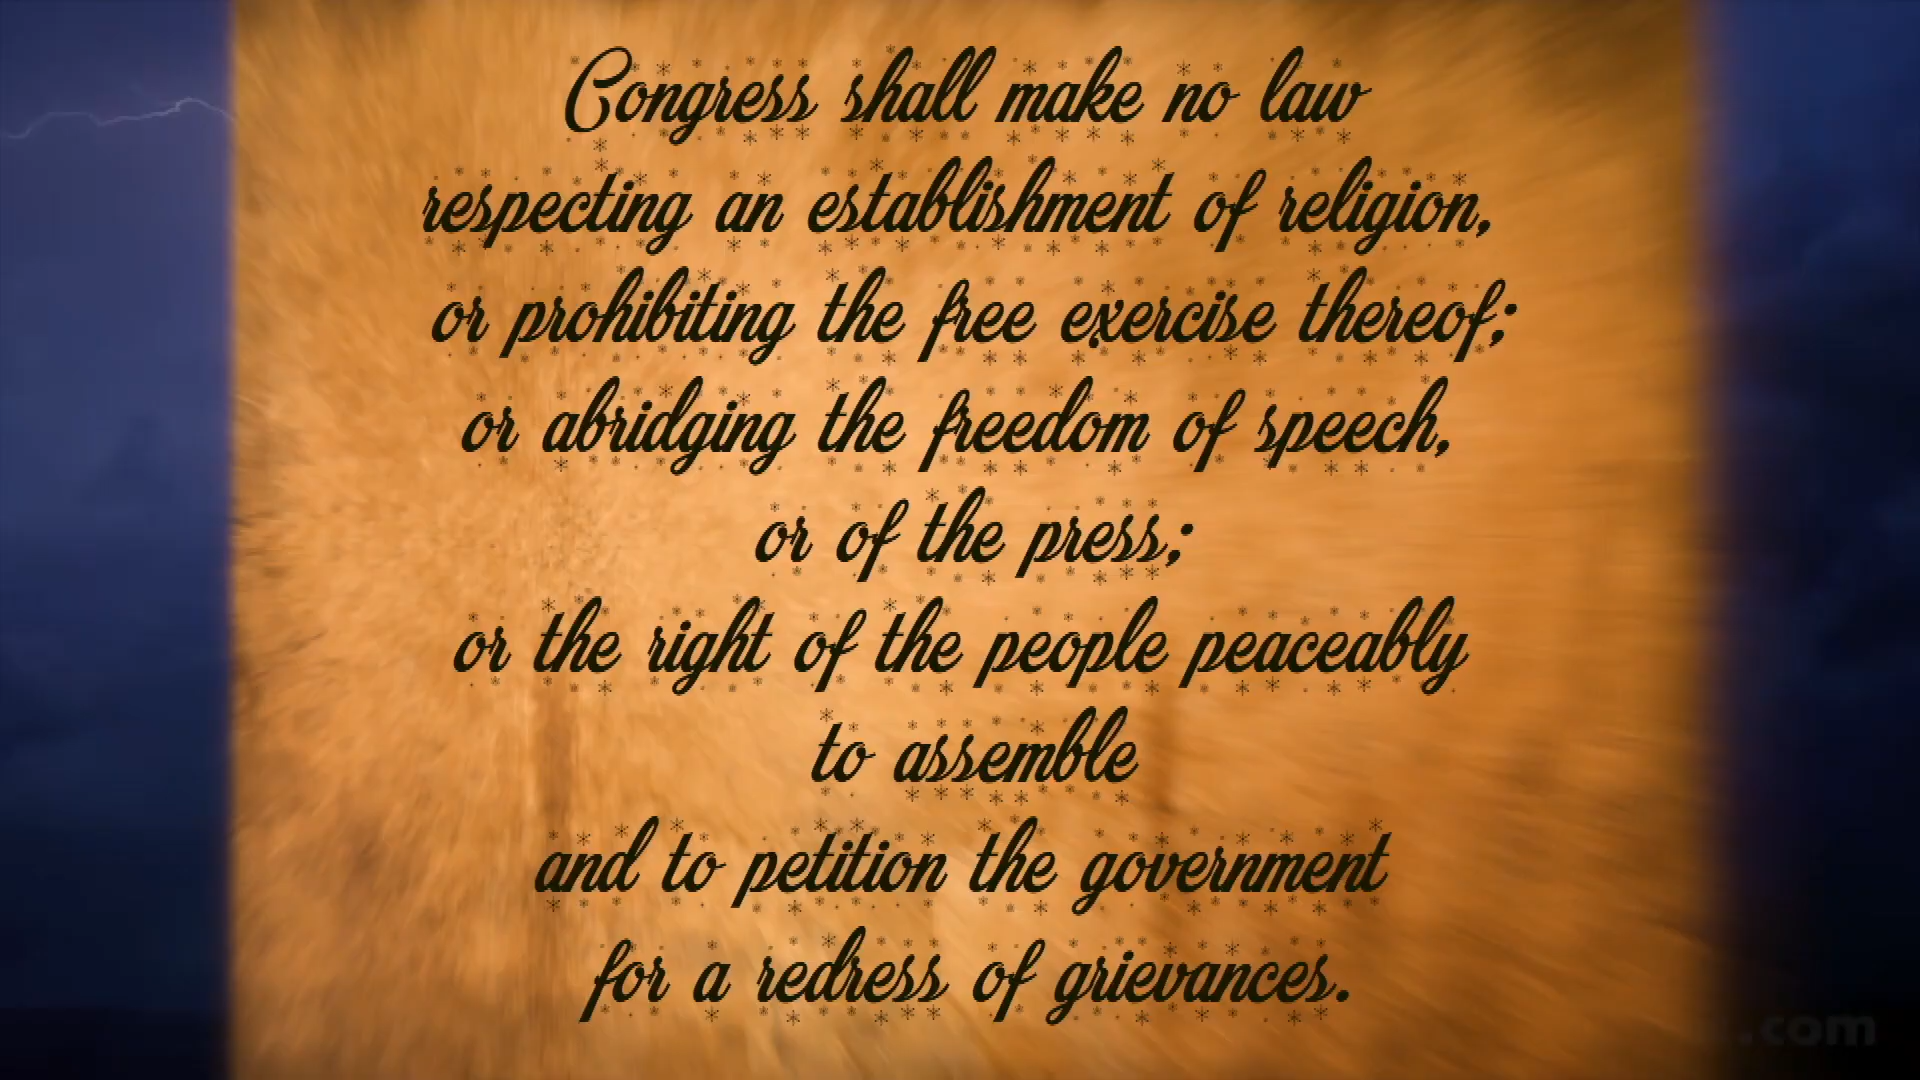 Congress shall make no law
respecting an establishment of religion,
or prohibiting the free exercise thereof;
or abridging the freedom of speech,
or of the press;
or the right of the people peaceably
to assemble
and to petition the government
for a redress of grievances.
.com